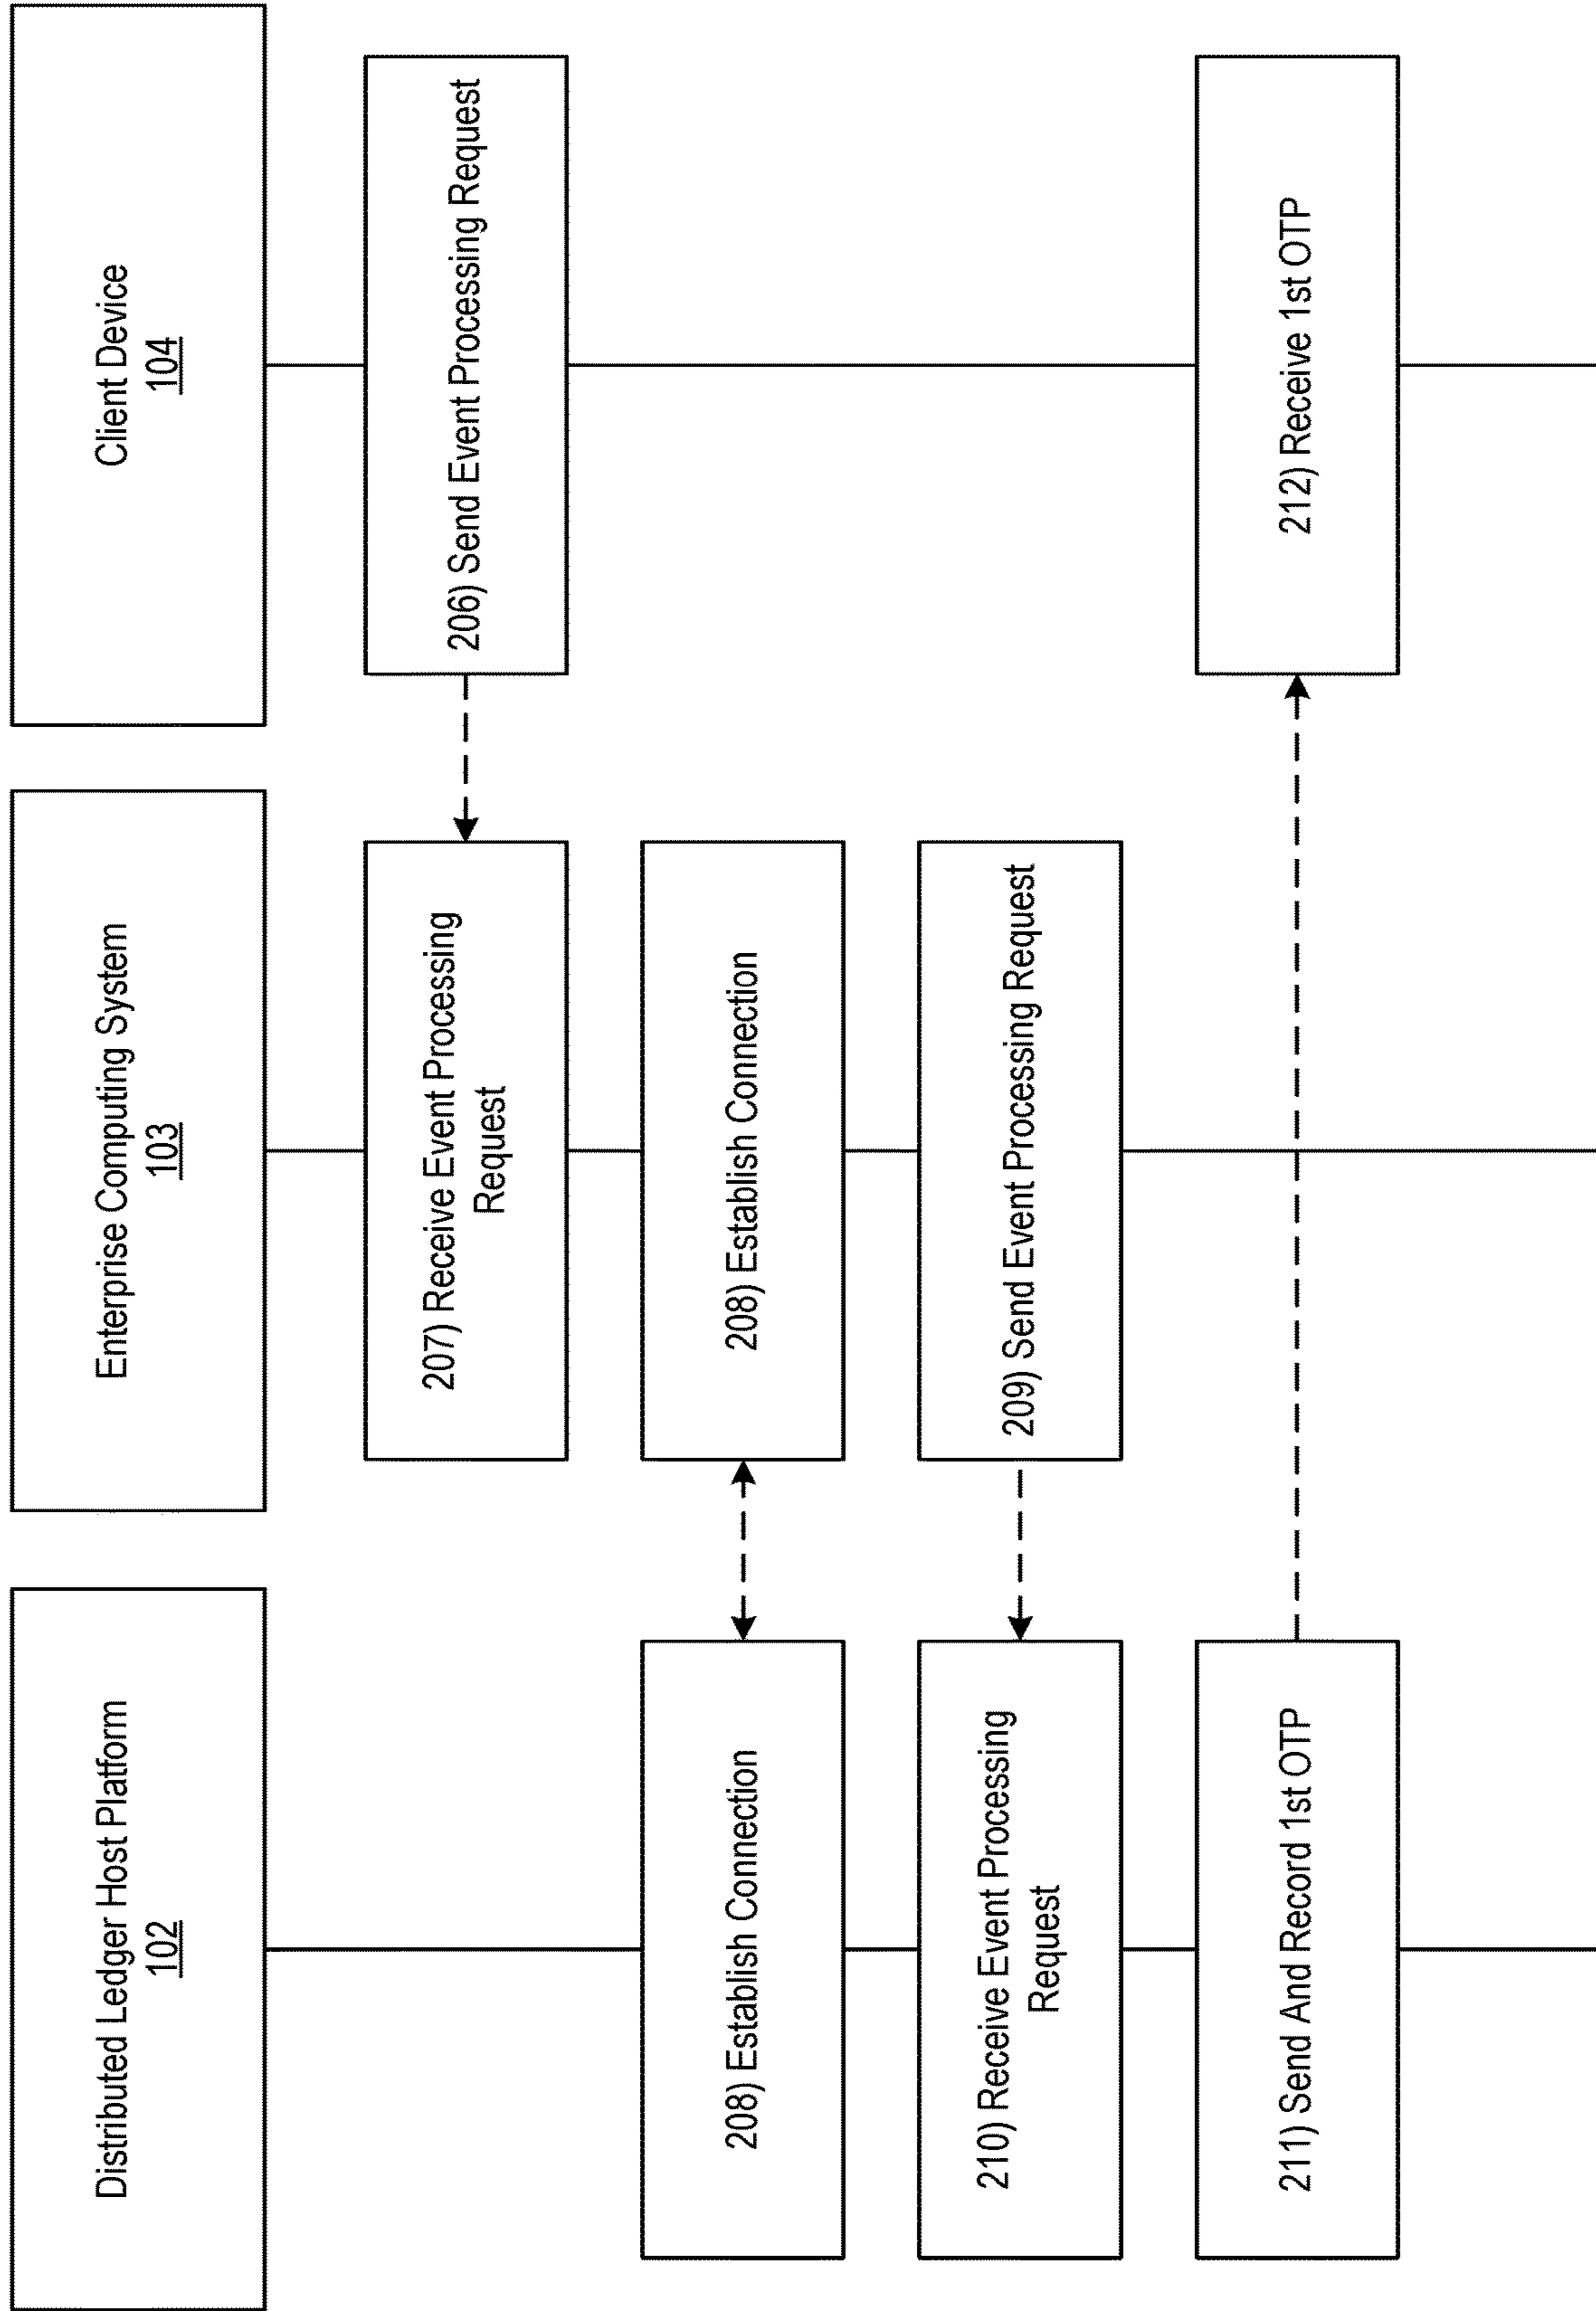 Distributed Ledger Host Platform
102
Enterprise Computing System
103
Client Device
104
207) Receive Event Processing
Request
206) Send Event Processing Request
208) Establish Connection
208) Establish Connection
210) Receive Event Processing
Request
209) Send Event Processing Request
211) Send And Record 1st OTP
212) Receive 1st OTP